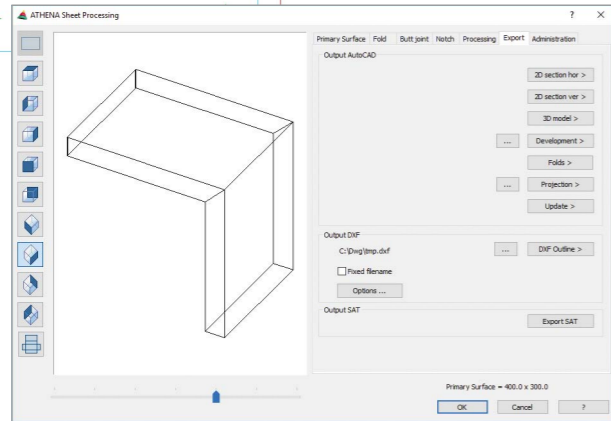 ATHENA Sheet Processing ? X
Primary Surface Fold Butt joint Notch Processing Export Administration
Output AutoCAD
2D section hor >
2D section ver >
3D model >
... Development >
Folds >
... Projection >
Update >
Output DXF
C:\Dwg\tmp.dxf ... DXF Outline >
Fixed filename
Options ...
Output SAT
Export SAT
Primary Surface = 400.0 x 300.0
OK Cancel ?